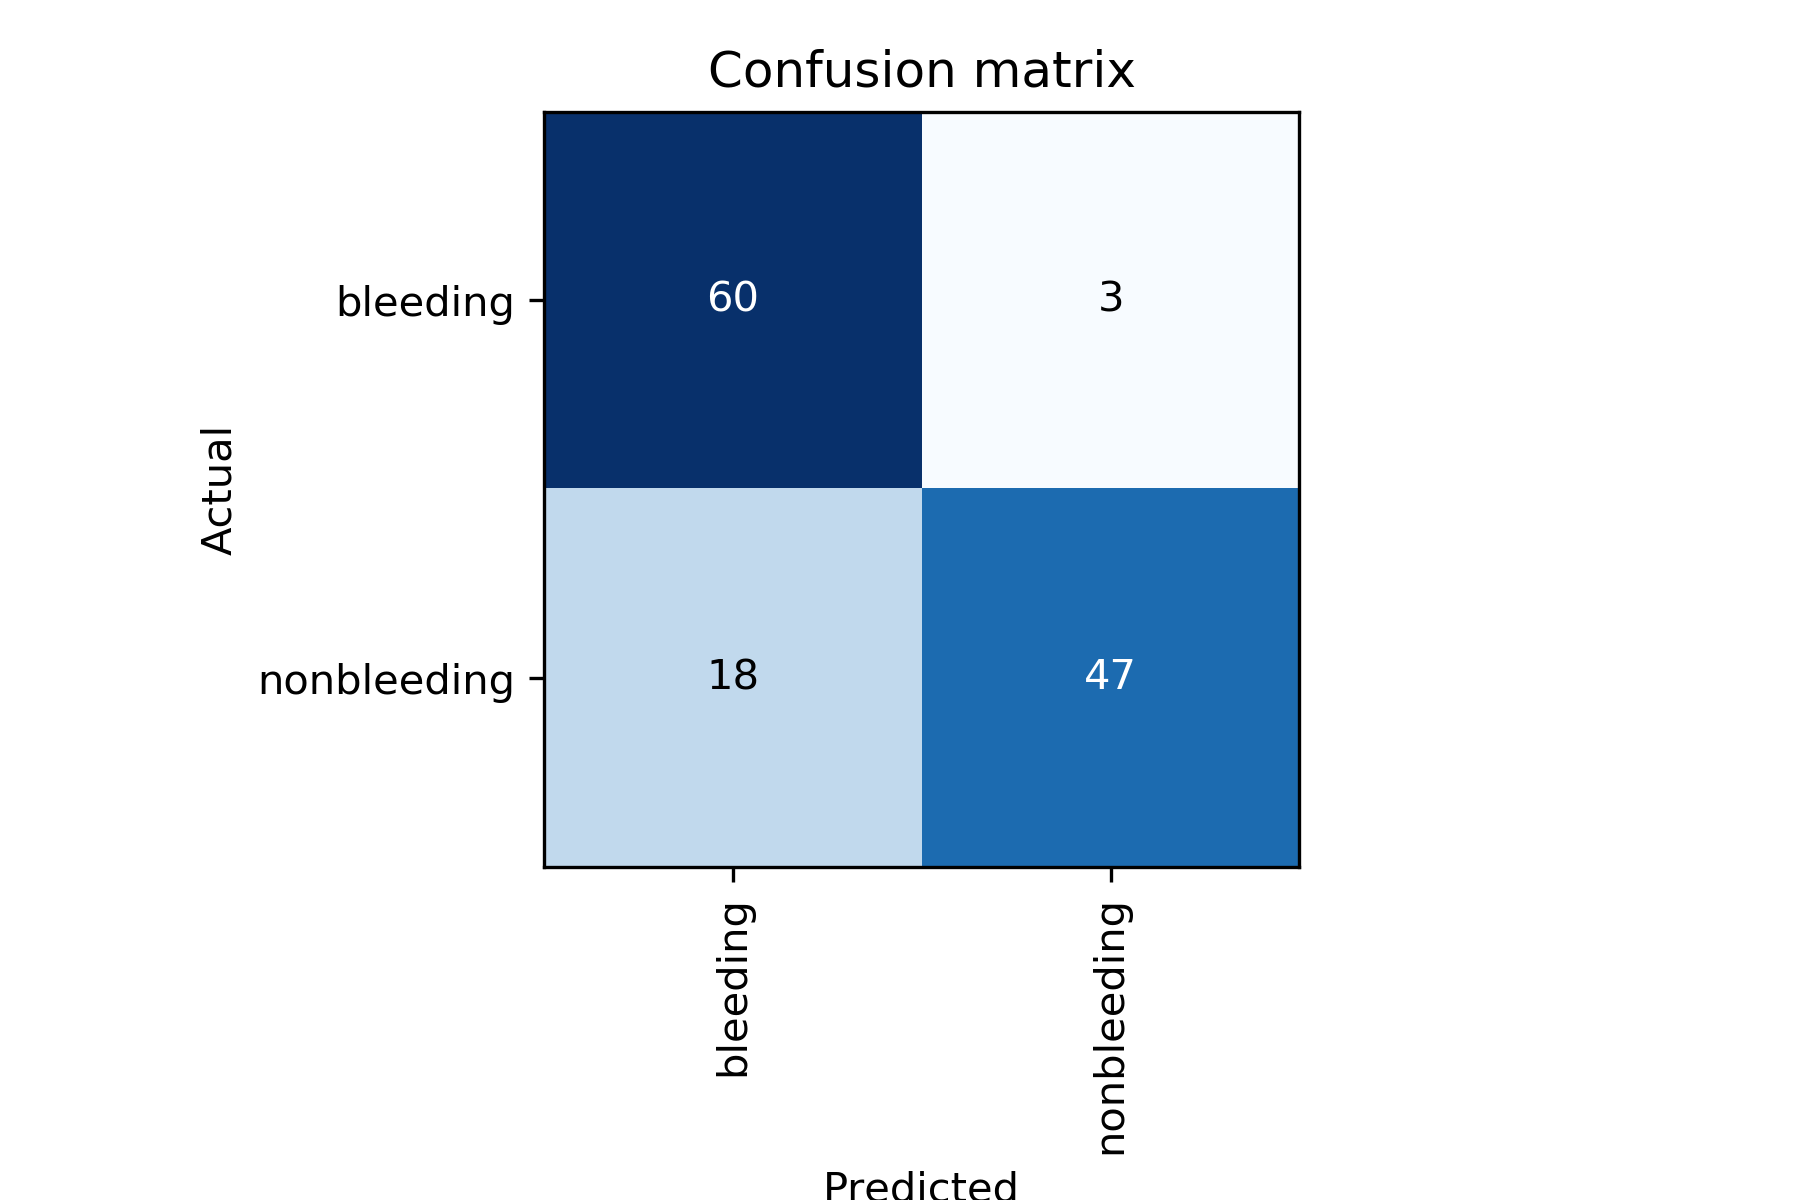 Confusion matrix
bleeding
60
3
Actual
nonbleeding
18
47
bleeding
nonbleeding
Predicted